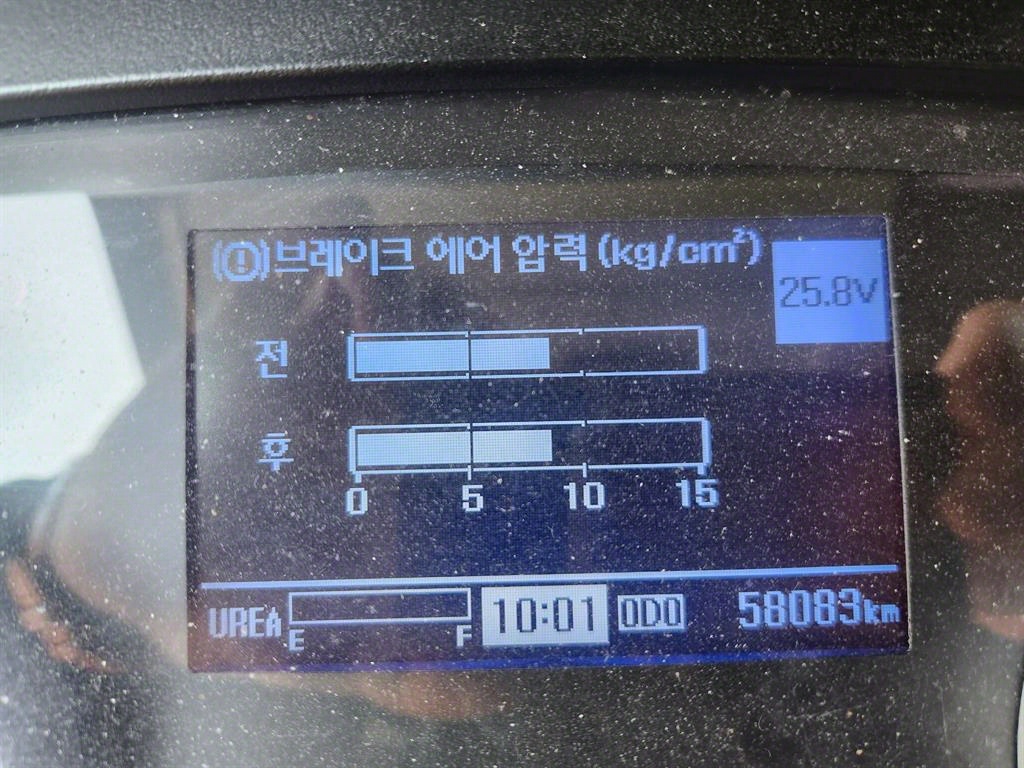 (!) 브레이크 에어 압력 (kg/cm²)
25.8V
전
후
0 5 10 15
UREA E F 10:01 ODO 58083km